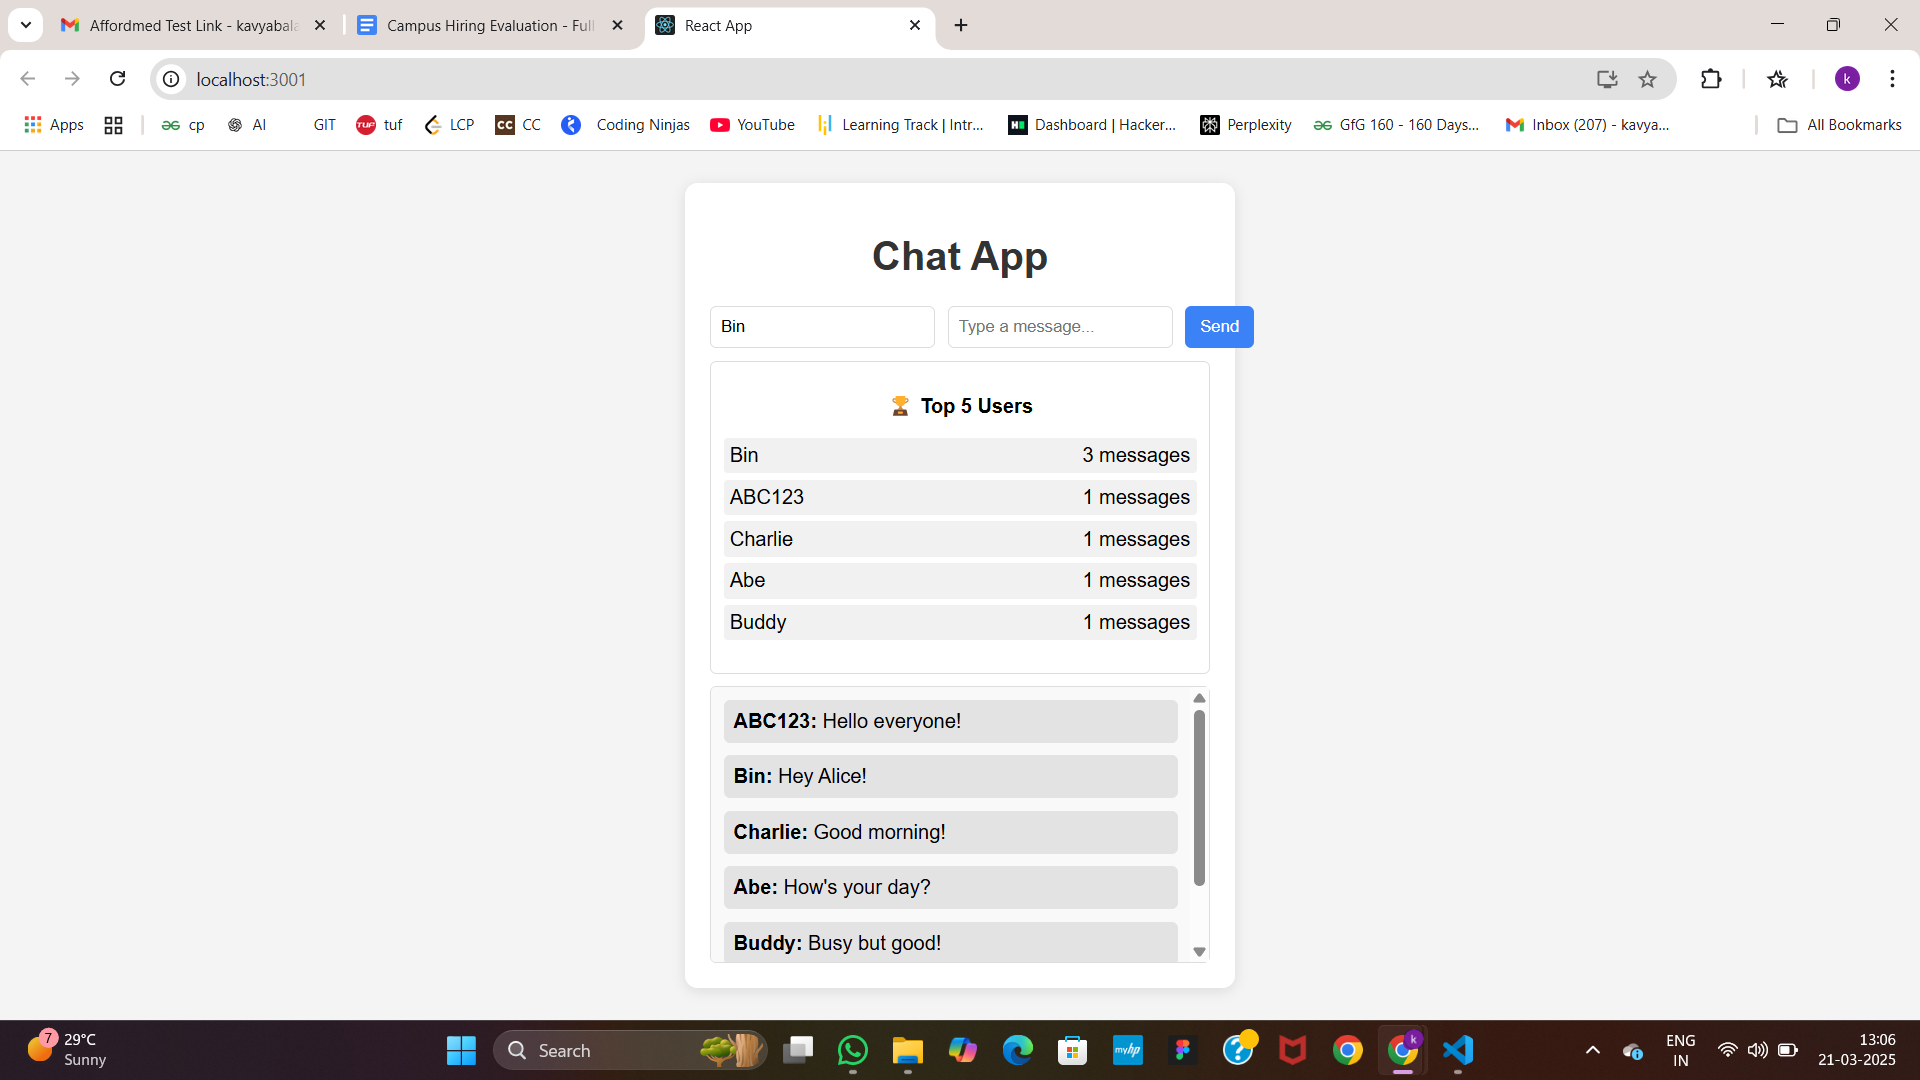 Affordmed Test Link - kavyabala
Campus Hiring Evaluation - Full
React App
localhost:3001
k
Apps
cp
AI
GIT
TUF
tuf
LCP
CC
CC
Coding Ninjas
YouTube
Learning Track | Intr...
Dashboard | Hacker...
Perplexity
GfG 160 - 160 Days...
Inbox (207) - kavya...
All Bookmarks
Chat App
Bin
Type a message...
Send
🏆 Top 5 Users
Bin 3 messages
ABC123 1 messages
Charlie 1 messages
Abe 1 messages
Buddy 1 messages
ABC123: Hello everyone!
Bin: Hey Alice!
Charlie: Good morning!
Abe: How's your day?
Buddy: Busy but good!
7
29°C
Sunny
Search
myhp
k
ENG
IN
13:06
21-03-2025